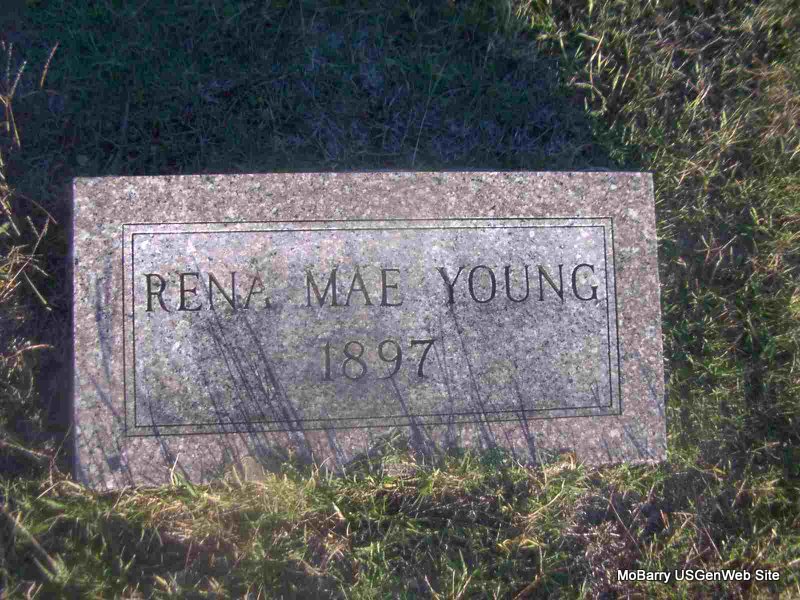 RENA MAE YOUNG
1897
MoBarry USGenWeb Site